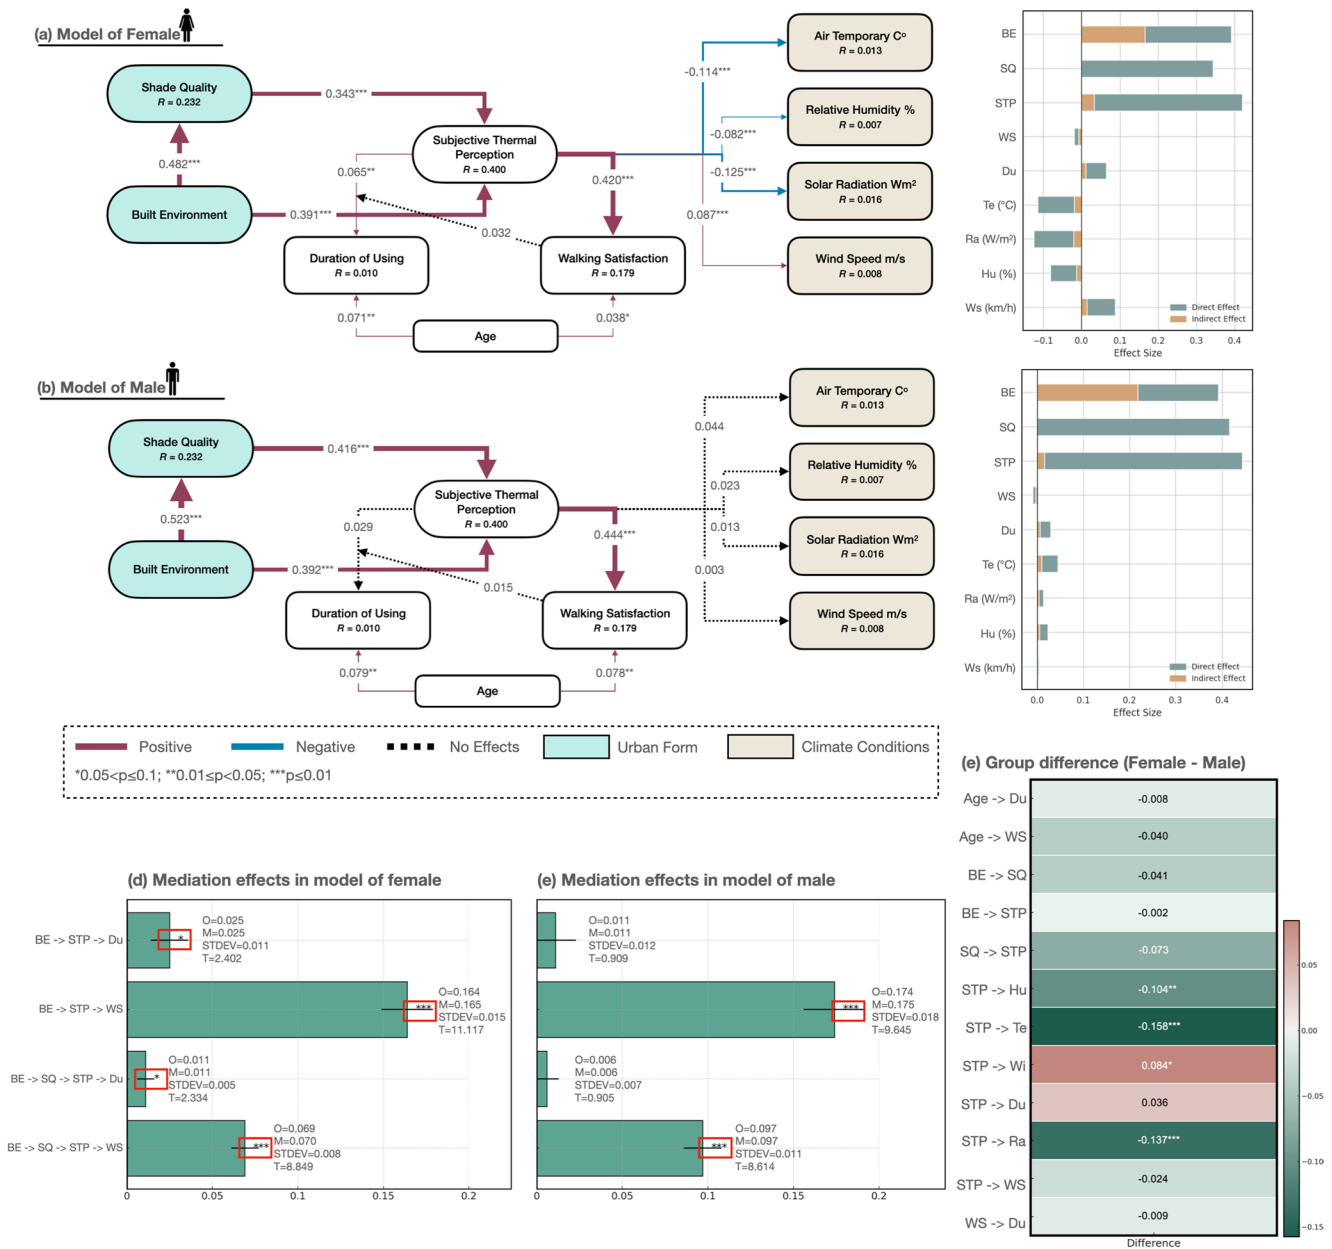 (a) Model of Female
Shade Quality
R = 0.232
0.343***
0.482***
Built Environment
0.391***
Subjective Thermal
Perception
R = 0.400
0.065**
0.420***
0.032
Duration of Using
R = 0.010
Walking Satisfaction
R = 0.179
0.071**
0.038*
Age
-0.114***
-0.082***
-0.125***
0.087***
Air Temporary C°
R = 0.013
Relative Humidity %
R = 0.007
Solar Radiation Wm²
R = 0.016
Wind Speed m/s
R = 0.008
BE
SQ
STP
WS
Du
Te (°C)
Ra (W/m²)
Hu (%)
Ws (km/h)
Direct Effect
Indirect Effect
−0.1 0.0 0.1 0.2 0.3 0.4
Effect Size
(b) Model of Male
Shade Quality
R = 0.232
0.416***
0.523***
Built Environment
0.392***
Subjective Thermal
Perception
R = 0.400
0.029
0.444***
0.015
Duration of Using
R = 0.010
Walking Satisfaction
R = 0.179
0.079**
0.078**
Age
0.044
0.023
0.013
0.003
Air Temporary C°
R = 0.013
Relative Humidity %
R = 0.007
Solar Radiation Wm²
R = 0.016
Wind Speed m/s
R = 0.008
BE
SQ
STP
WS
Du
Te (°C)
Ra (W/m²)
Hu (%)
Ws (km/h)
Direct Effect
Indirect Effect
0.0 0.1 0.2 0.3 0.4
Effect Size
Positive Negative No Effects Urban Form Climate Conditions
*0.05<p≤0.1; **0.01≤p<0.05; ***p≤0.01
(d) Mediation effects in model of female
BE -> STP -> Du
*
O=0.025
M=0.025
STDEV=0.011
T=2.402
BE -> STP -> WS
***
O=0.164
M=0.165
STDEV=0.015
T=11.117
BE -> SQ -> STP -> Du
*
O=0.011
M=0.011
STDEV=0.005
T=2.334
BE -> SQ -> STP -> WS
***
O=0.069
M=0.070
STDEV=0.008
T=8.849
0 0.05 0.1 0.15 0.2
(e) Mediation effects in model of male
O=0.011
M=0.011
STDEV=0.012
T=0.909
***
O=0.174
M=0.175
STDEV=0.018
T=9.645
O=0.006
M=0.006
STDEV=0.007
T=0.905
***
O=0.097
M=0.097
STDEV=0.011
T=8.614
0 0.05 0.1 0.15 0.2
(e) Group difference (Female - Male)
Age -> Du -0.008
Age -> WS -0.040
BE -> SQ -0.041
BE -> STP -0.002
SQ -> STP -0.073
STP -> Hu -0.104**
STP -> Te -0.158***
STP -> Wi 0.084*
STP -> Du 0.036
STP -> Ra -0.137***
STP -> WS -0.024
WS -> Du -0.009
Difference
0.05
0.00
−0.05
−0.10
−0.15